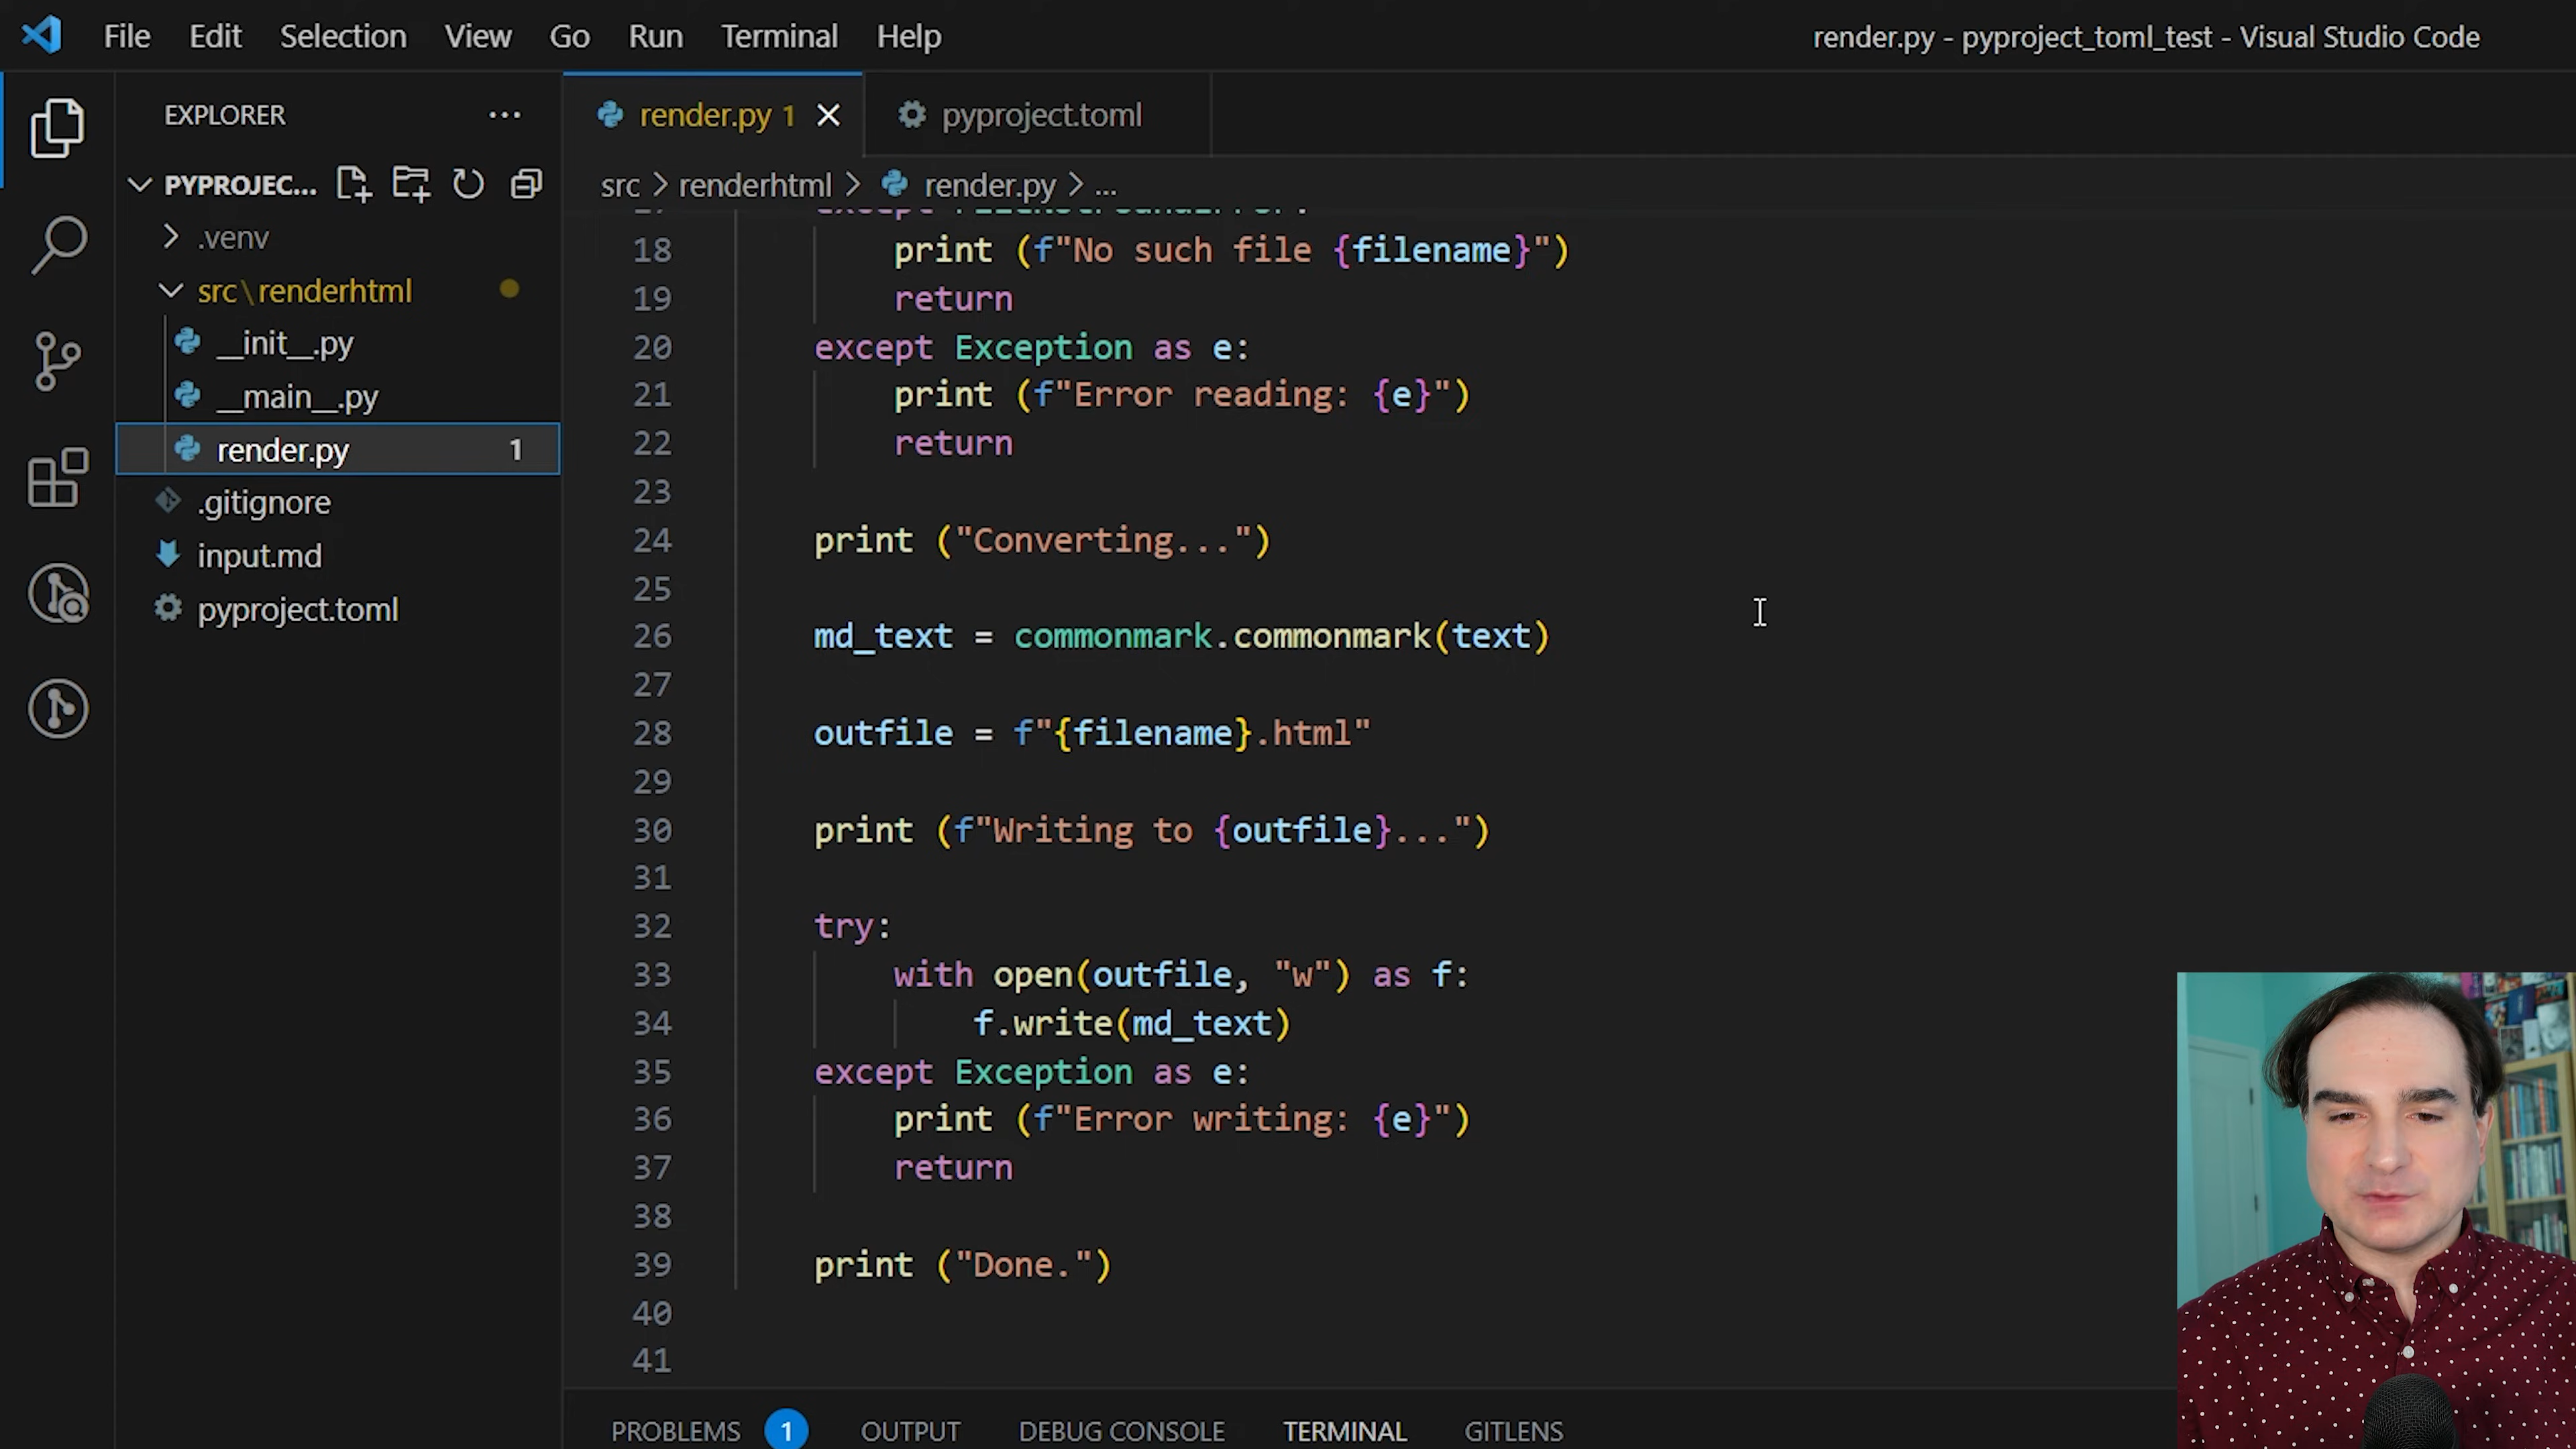 File Edit Selection View Go Run Terminal Help
render.py - pyproject_toml_test - Visual Studio Code
EXPLORER ...
PYPROJEC...
.venv
src\renderhtml
__init__.py
__main__.py
render.py 1
.gitignore
input.md
pyproject.toml
render.py 1
pyproject.toml
src > renderhtml > render.py > ...
18 print (f"No such file {filename}")
19 return
20 except Exception as e:
21 print (f"Error reading: {e}")
22 return
23
24 print ("Converting...")
25
26 md_text = commonmark.commonmark(text)
27
28 outfile = f"{filename}.html"
29
30 print (f"Writing to {outfile}...")
31
32 try:
33 with open(outfile, "w") as f:
34 f.write(md_text)
35 except Exception as e:
36 print (f"Error writing: {e}")
37 return
38
39 print ("Done.")
40
41
PROBLEMS 1 OUTPUT DEBUG CONSOLE TERMINAL GITLENS